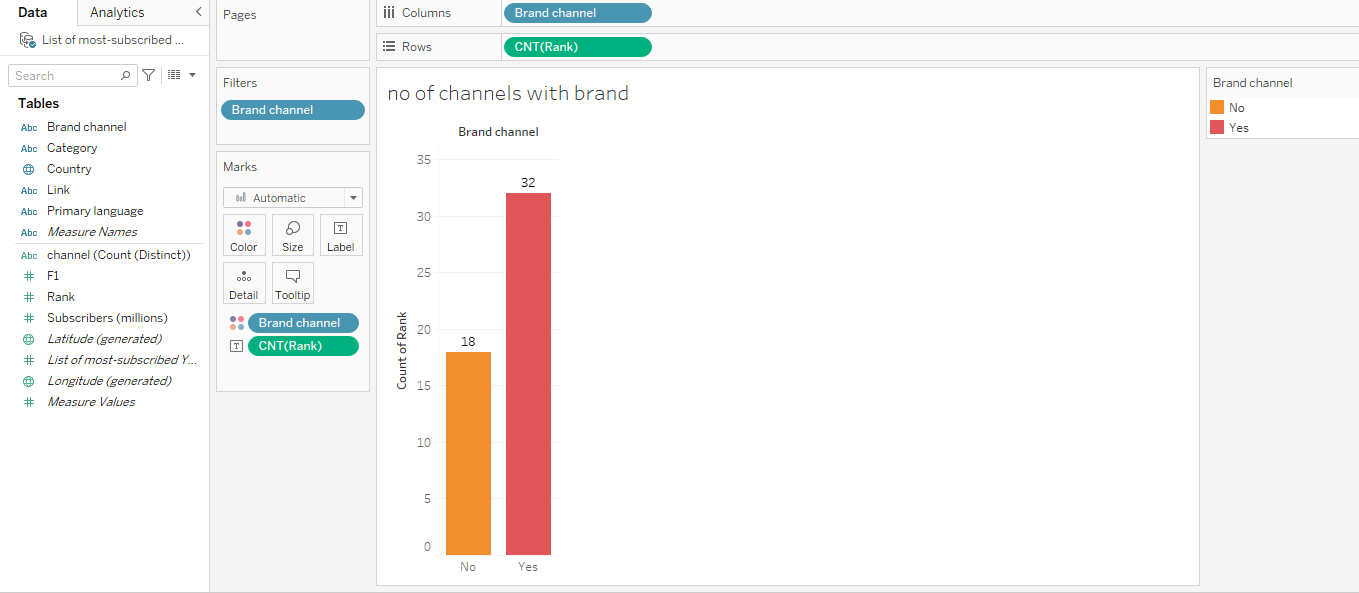 Data
Analytics
List of most-subscribed ...
Search
Tables
Abc Brand channel
Abc Category
Country
Abc Link
Abc Primary language
Abc Measure Names
Abc channel (Count (Distinct))
F1
Rank
Subscribers (millions)
Latitude (generated)
List of most-subscribed Y...
Longitude (generated)
Measure Values
Pages
Filters
Brand channel
Marks
Automatic
Color Size Label
Detail Tooltip
Brand channel
CNT(Rank)
Columns Brand channel
Rows CNT(Rank)
no of channels with brand
Brand channel
Count of Rank
35
30
25
20
15
10
5
0
18
32
No Yes
Brand channel
No
Yes